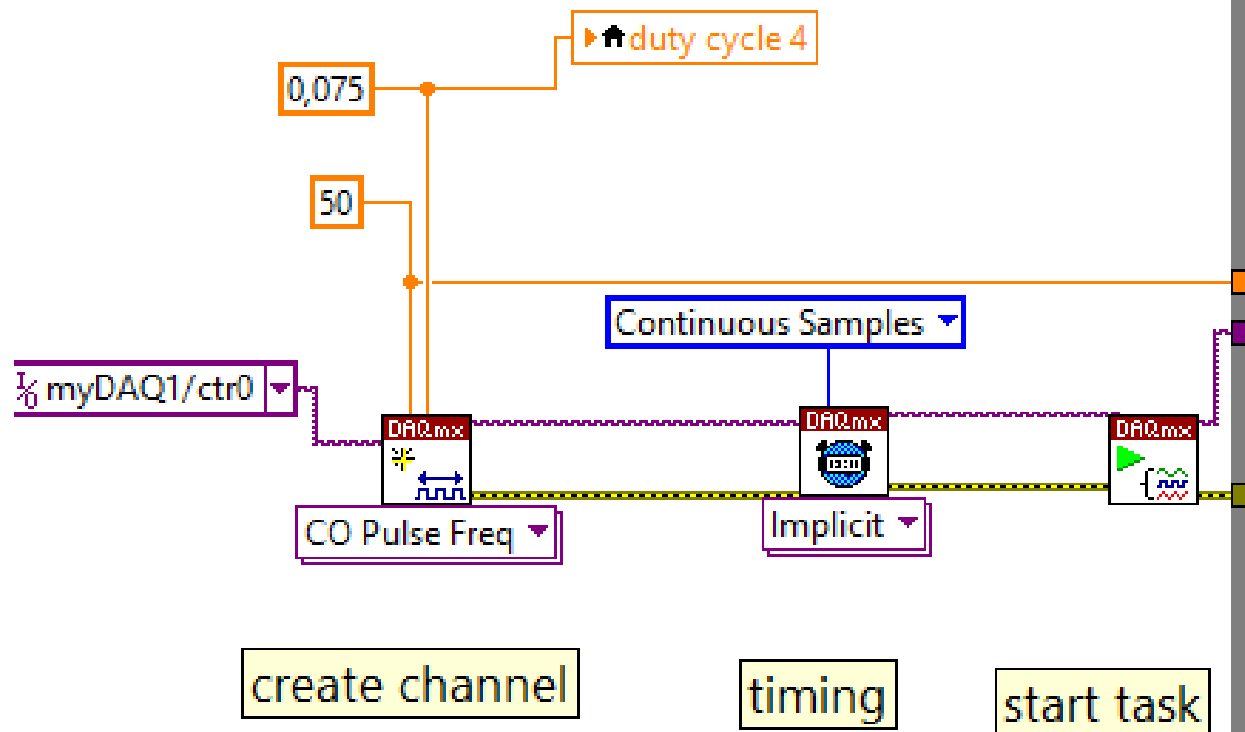 duty cycle 4
0,075
50
Continuous Samples
I/O myDAQ1/ctr0
DAQmx
DAQmx
DAQmx
CO Pulse Freq
Implicit
create channel
timing
start task